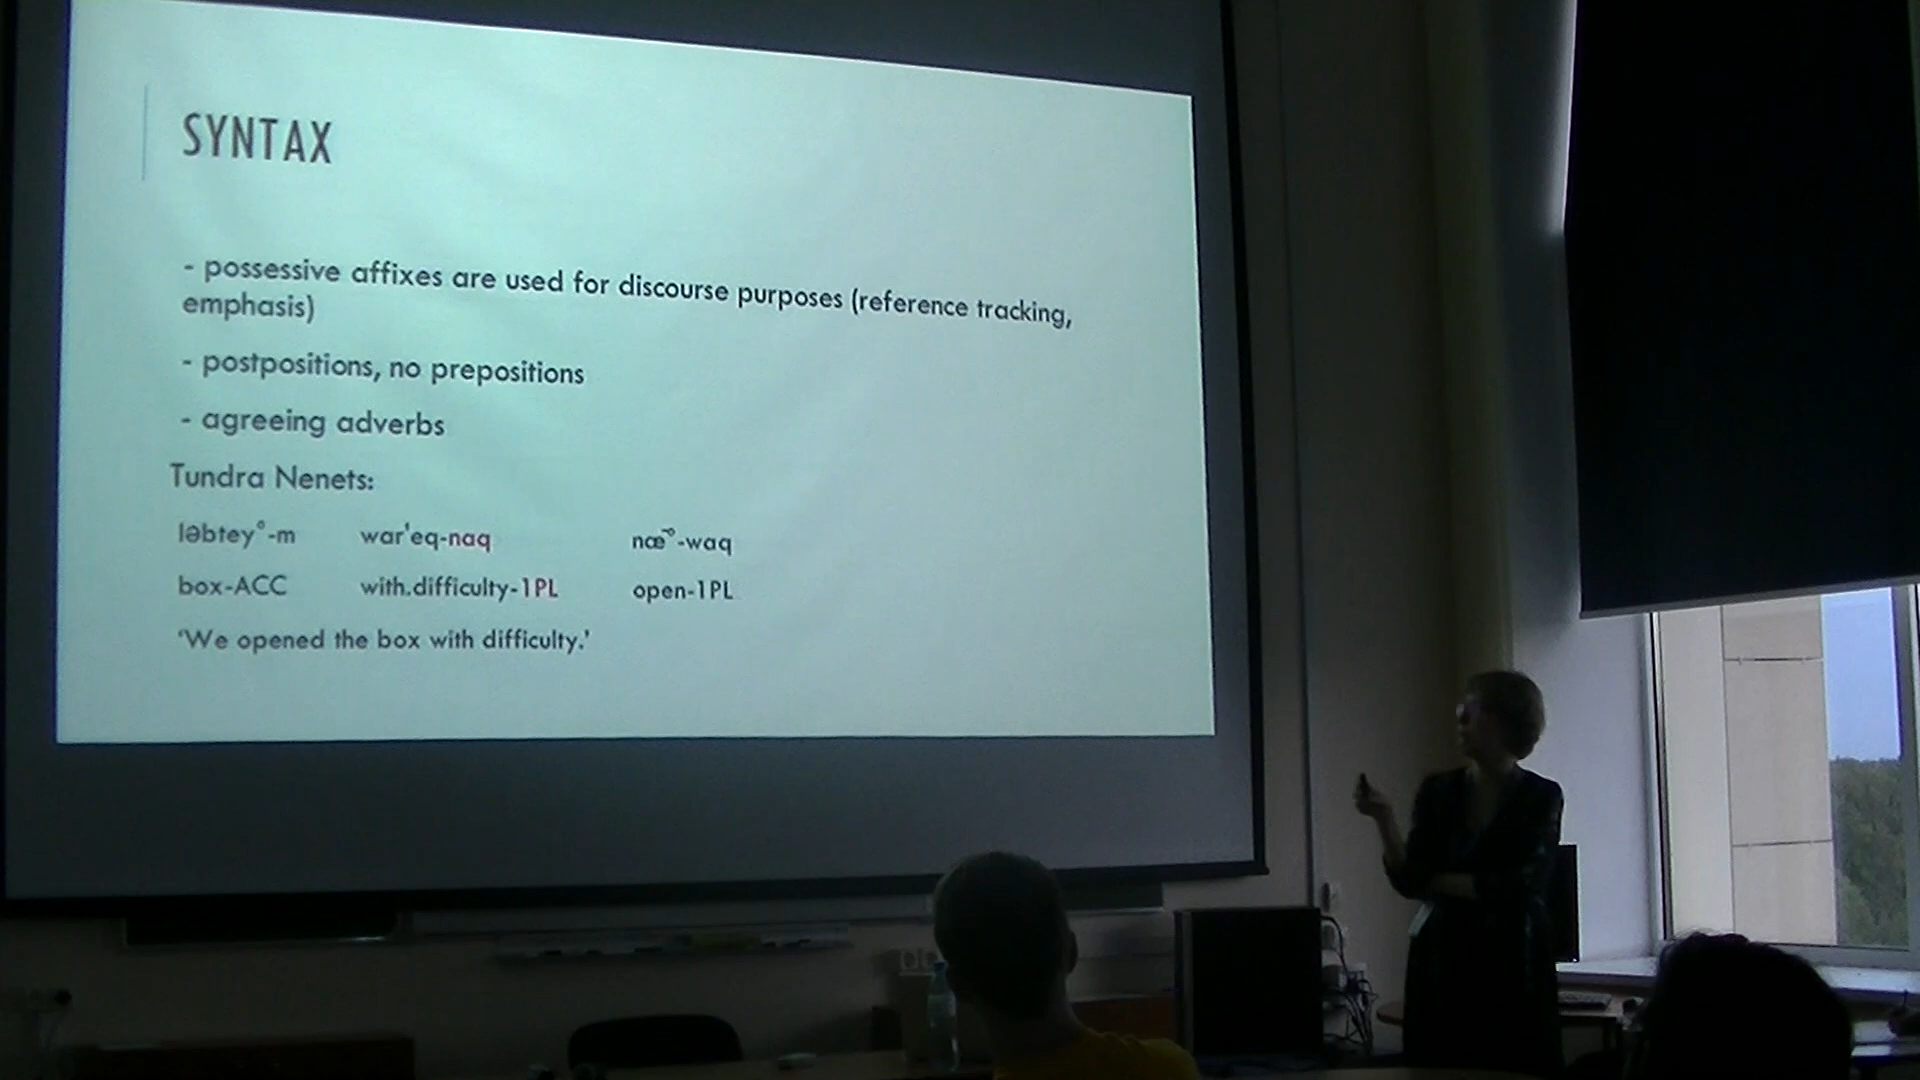 SYNTAX
- possessive affixes are used for discourse purposes (reference tracking,
emphasis)
- postpositions, no prepositions
- agreeing adverbs
Tundra Nenets:
ləbtey°-m war'eq-naq næ̃°-waq
box-ACC with.difficulty-1PL open-1PL
'We opened the box with difficulty.'